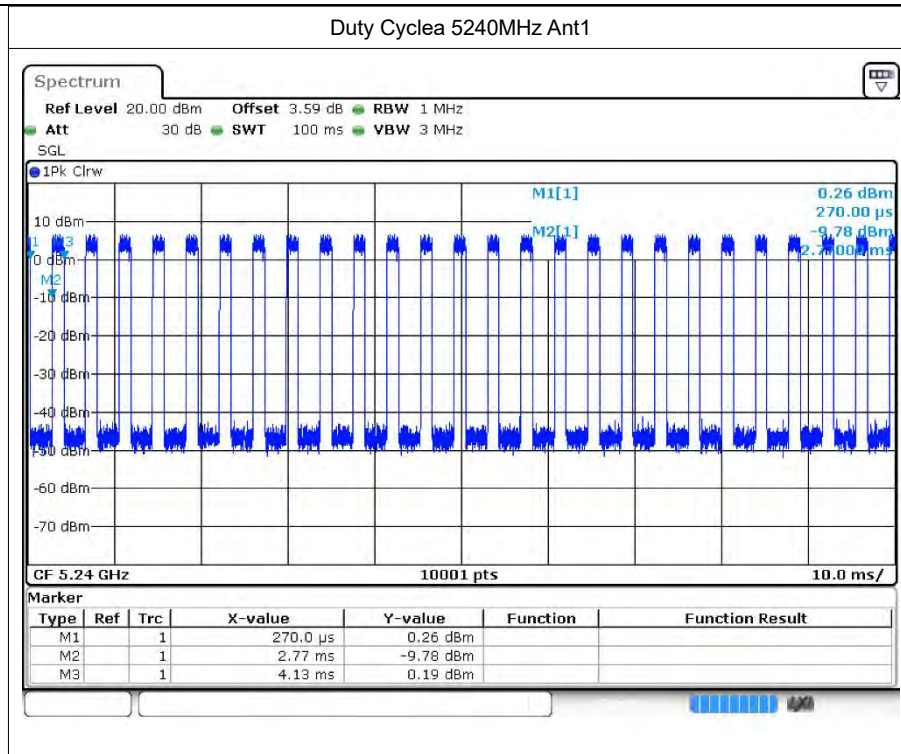 Duty Cyclea 5240MHz Ant1
Spectrum
Ref Level 20.00 dBm Offset 3.59 dB RBW 1 MHz
Att 30 dB SWT 100 ms VBW 3 MHz
SGL
1Pk Clrw
M1[1] 0.26 dBm
270.00 µs
M2[1] -9.78 dBm
10 dBm
0 dBm
M2
-10 dBm
-20 dBm
-30 dBm
-40 dBm
-50 dBm
-60 dBm
-70 dBm
CF 5.24 GHz 10001 pts 10.0 ms/
Marker
Type Ref Trc X-value Y-value Function Function Result
M1 1 270.0 µs 0.26 dBm
M2 1 2.77 ms -9.78 dBm
M3 1 4.13 ms 0.19 dBm